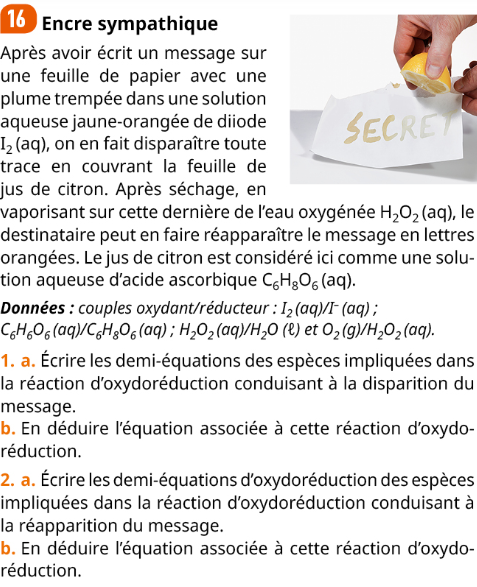 16 Encre sympathique
Après avoir écrit un message sur
une feuille de papier avec une
plume trempée dans une solution
aqueuse jaune-orangée de diiode
I₂ (aq), on en fait disparaître toute
trace en couvrant la feuille de
jus de citron. Après séchage, en
vaporisant sur cette dernière de l'eau oxygénée H₂O₂ (aq), le
destinataire peut en faire réapparaître le message en lettres
orangées. Le jus de citron est considéré ici comme une solu-
tion aqueuse d'acide ascorbique C₆H₈O₆ (aq).
Données : couples oxydant/réducteur : I₂ (aq)/I⁻ (aq) ;
C₆H₆O₆ (aq)/C₆H₈O₆ (aq) ; H₂O₂ (aq)/H₂O (ℓ) et O₂ (g)/H₂O₂ (aq).
1. a. Écrire les demi-équations des espèces impliquées dans
la réaction d'oxydoréduction conduisant à la disparition du
message.
b. En déduire l'équation associée à cette réaction d'oxydo-
réduction.
2. a. Écrire les demi-équations d'oxydoréduction des espèces
impliquées dans la réaction d'oxydoréduction conduisant à
la réapparition du message.
b. En déduire l'équation associée à cette réaction d'oxydo-
réduction.
SECRET